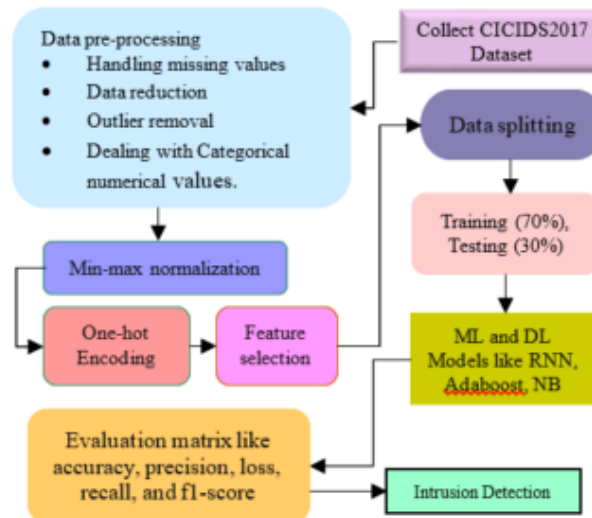 Collect CICIDS2017
Dataset
Data pre-processing
• Handling missing values
• Data reduction
• Outlier removal
• Dealing with Categorical
numerical values.
Min-max normalization
One-hot
Encoding
Feature
selection
Data splitting
Training (70%),
Testing (30%)
ML and DL
Models like RNN,
Adaboost, NB
Evaluation matrix like
accuracy, precision, loss,
recall, and f1-score
Intrusion Detection